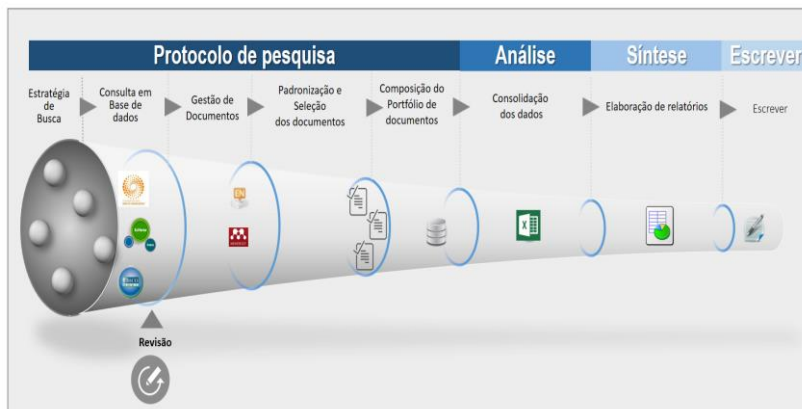 Protocolo de pesquisa
Análise
Síntese
Escrever
Estratégia
de
Busca
Consulta em
Base de
dados
Gestão de
Documentos
Padronização e
Seleção
dos documentos
Composição do
Portfólio de
documentos
Consolidação
dos dados
Elaboração de relatórios
Escrever
EN
X
Revisão